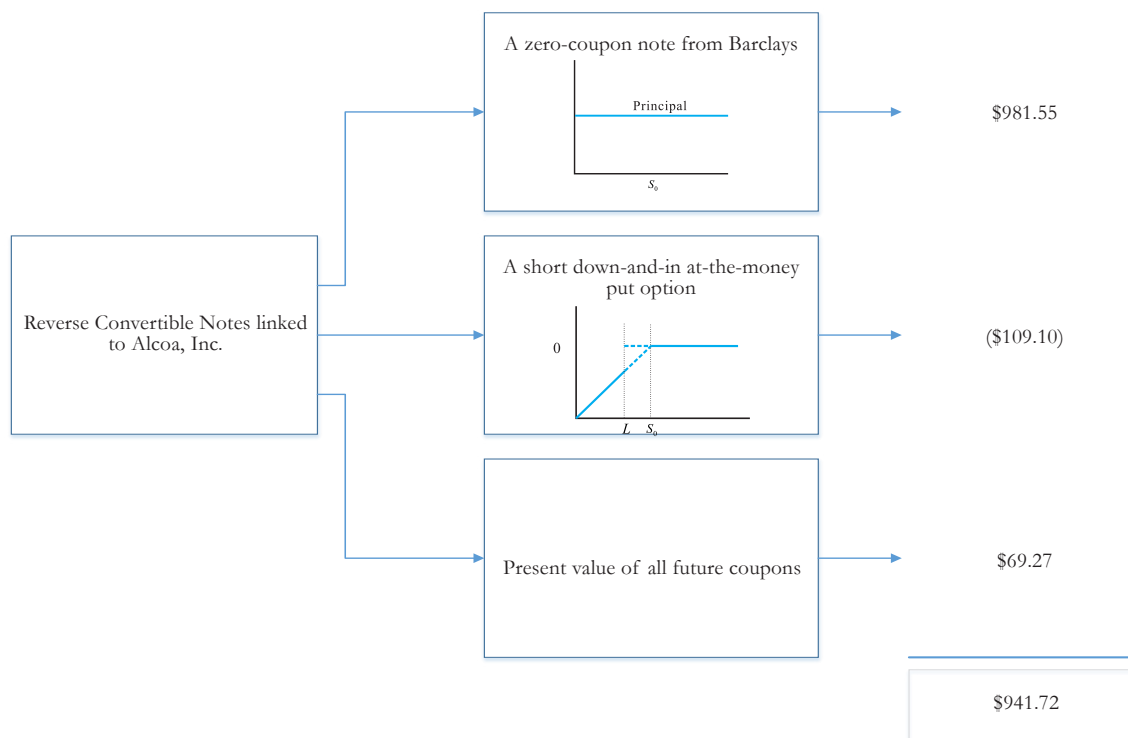 A zero-coupon note from Barclays
Principal
S₀
$981.55
Reverse Convertible Notes linked
to Alcoa, Inc.
A short down-and-in at-the-money
put option
0
L S₀
($109.10)
Present value of all future coupons
$69.27
$941.72